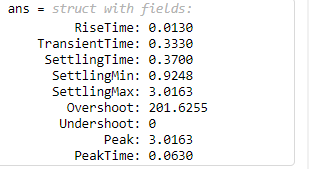 ans = struct with fields:
RiseTime: 0.0130
TransientTime: 0.3330
SettlingTime: 0.3700
SettlingMin: 0.9248
SettlingMax: 3.0163
Overshoot: 201.6255
Undershoot: 0
Peak: 3.0163
PeakTime: 0.0630